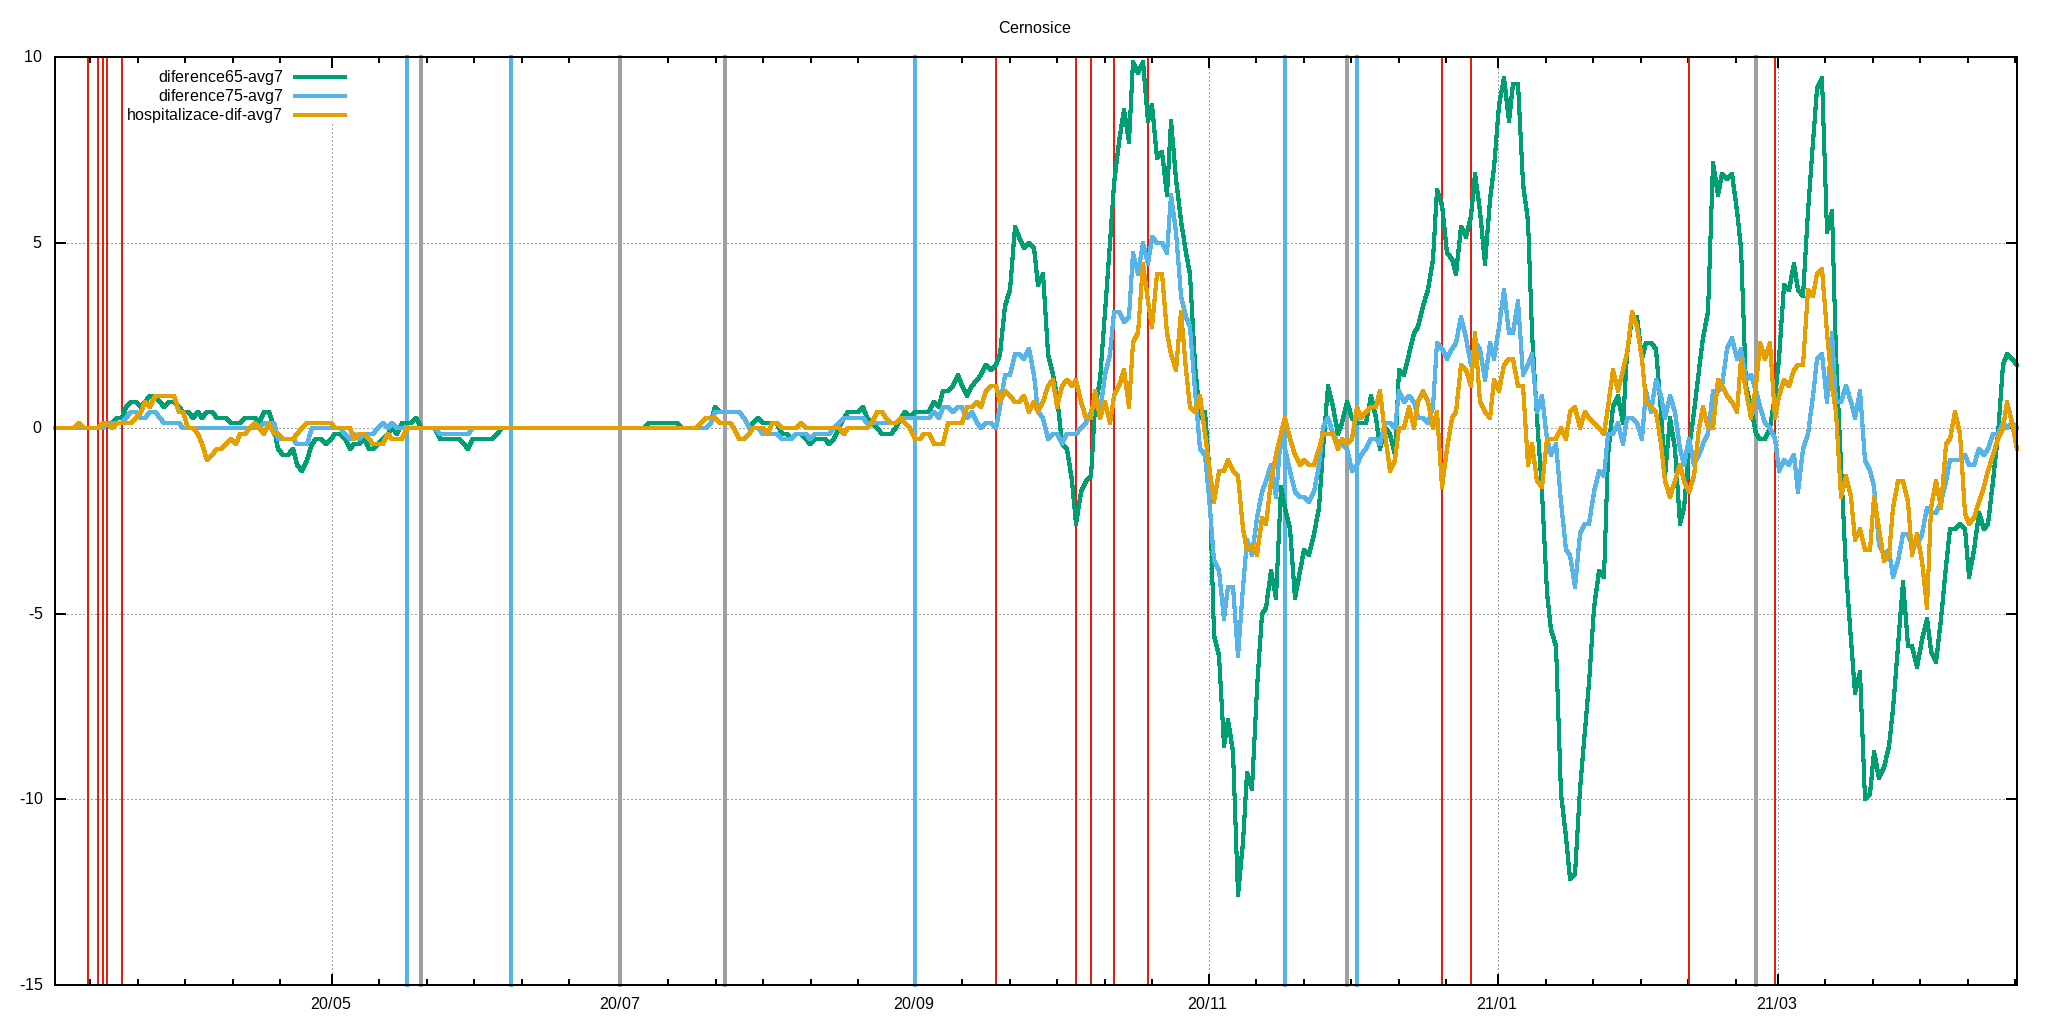 Cernosice
diference65-avg7
diference75-avg7
hospitalizace-dif-avg7
10
5
0
-5
-10
-15
20/05 20/07 20/09 20/11 21/01 21/03